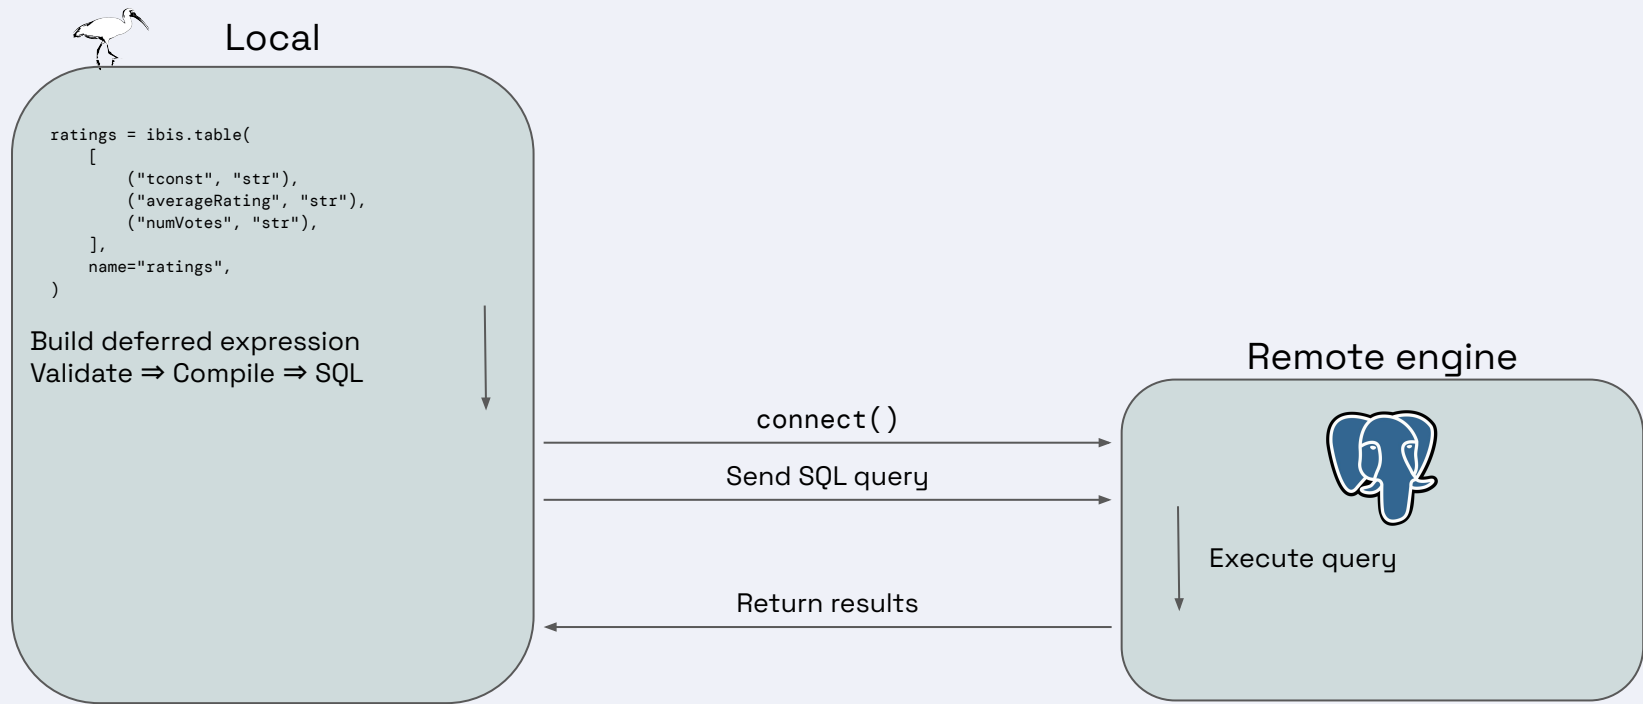 Local
ratings = ibis.table(
    [
        ("tconst", "str"),
        ("averageRating", "str"),
        ("numVotes", "str"),
    ],
    name="ratings",
)
Build deferred expression
Validate ⇒ Compile ⇒ SQL
Remote engine
connect()
Send SQL query
Execute query
Return results